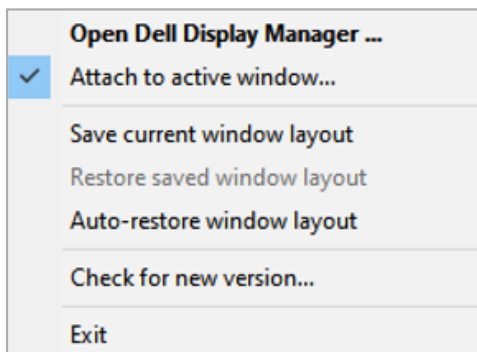 Open Dell Display Manager ...
Attach to active window...
Save current window layout
Restore saved window layout
Auto-restore window layout
Check for new version...
Exit